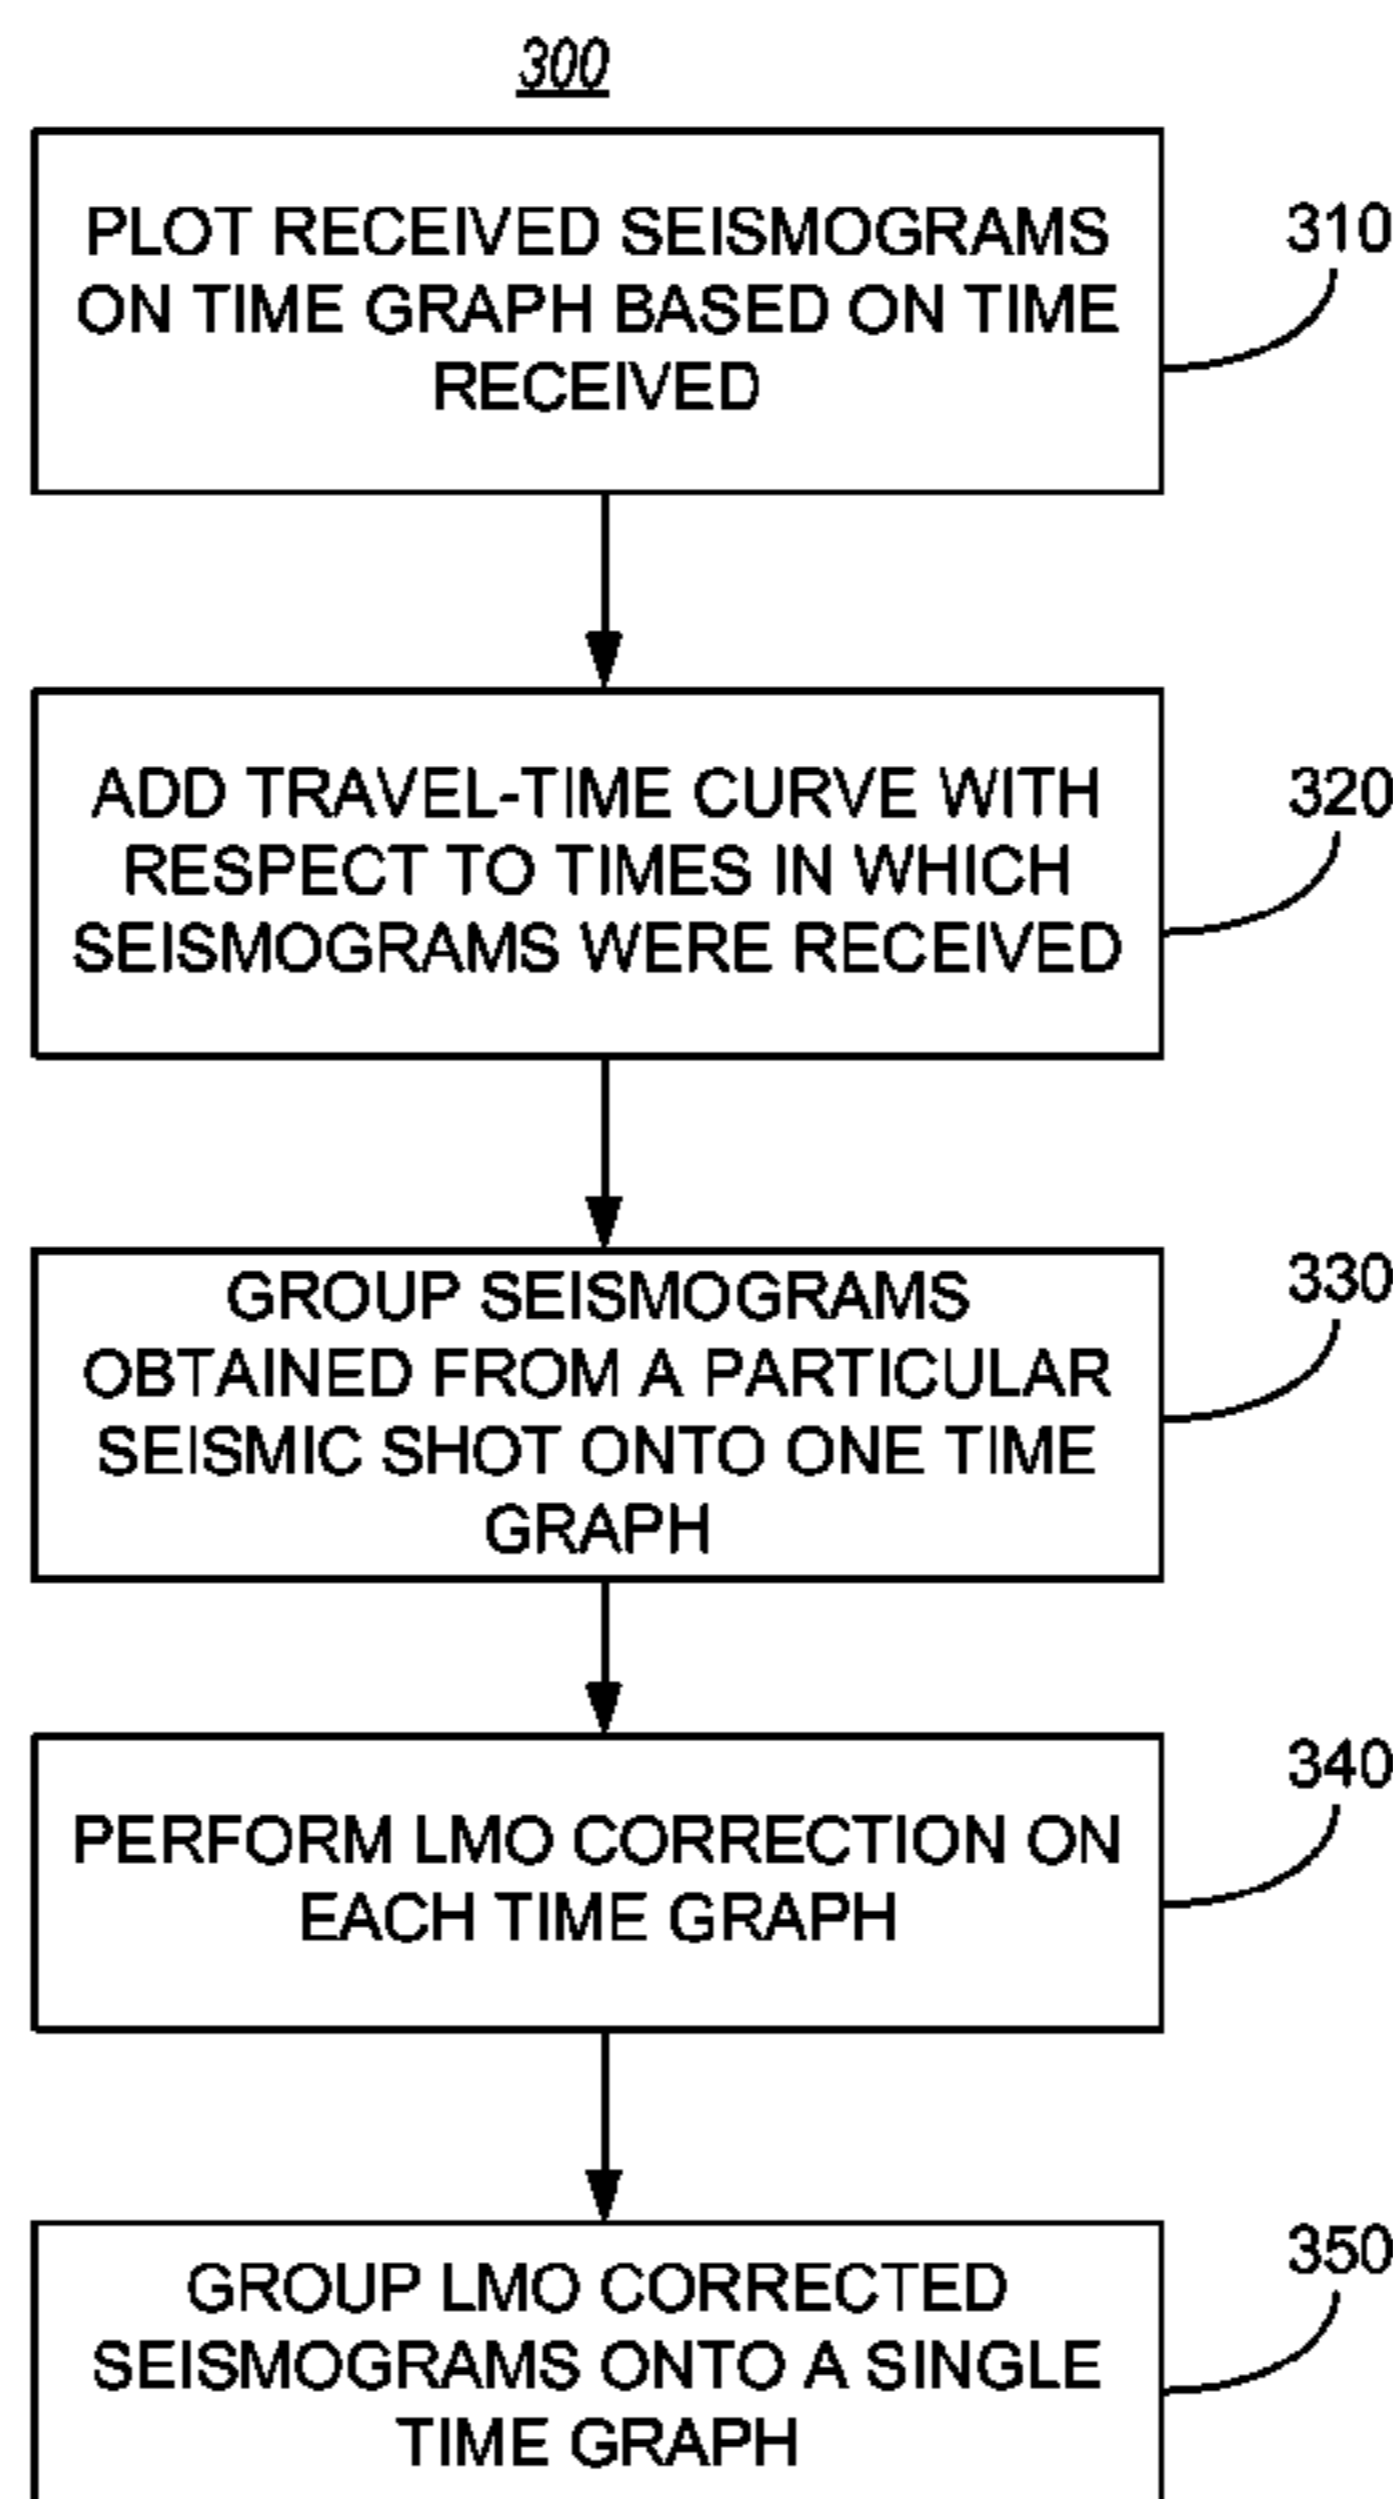 300
PLOT RECEIVED SEISMOGRAMS
ON TIME GRAPH BASED ON TIME
RECEIVED
310
ADD TRAVEL-TIME CURVE WITH
RESPECT TO TIMES IN WHICH
SEISMOGRAMS WERE RECEIVED
320
GROUP SEISMOGRAMS
OBTAINED FROM A PARTICULAR
SEISMIC SHOT ONTO ONE TIME
GRAPH
330
PERFORM LMO CORRECTION ON
EACH TIME GRAPH
340
GROUP LMO CORRECTED
SEISMOGRAMS ONTO A SINGLE
TIME GRAPH
350